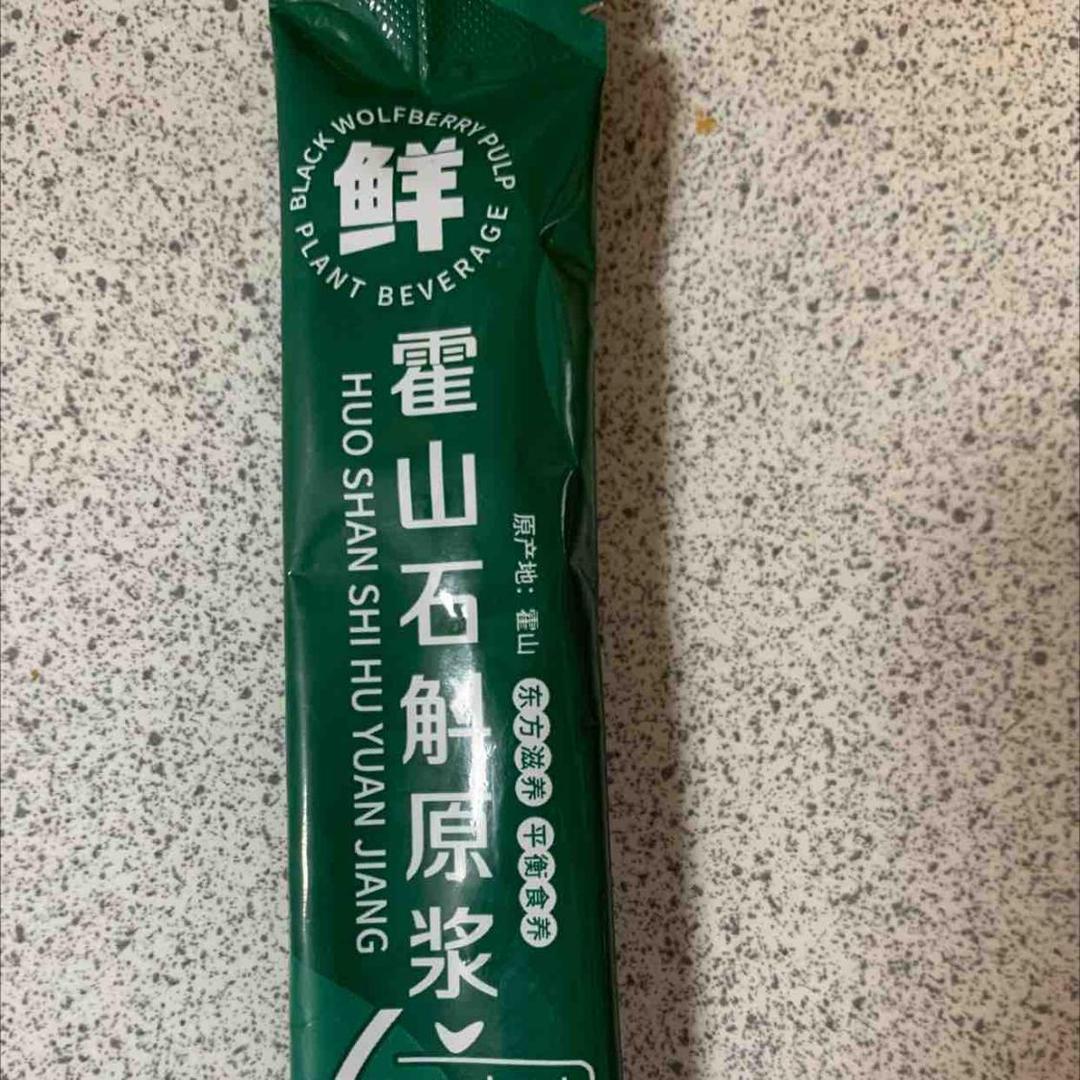 BLACK WOLFBERRY PULP
鲜
PLANT BEVERAGE
霍山石斛原浆
HUO SHAN SHI HU YUAN JIANG
原产地：霍山
东方滋养 平衡食养